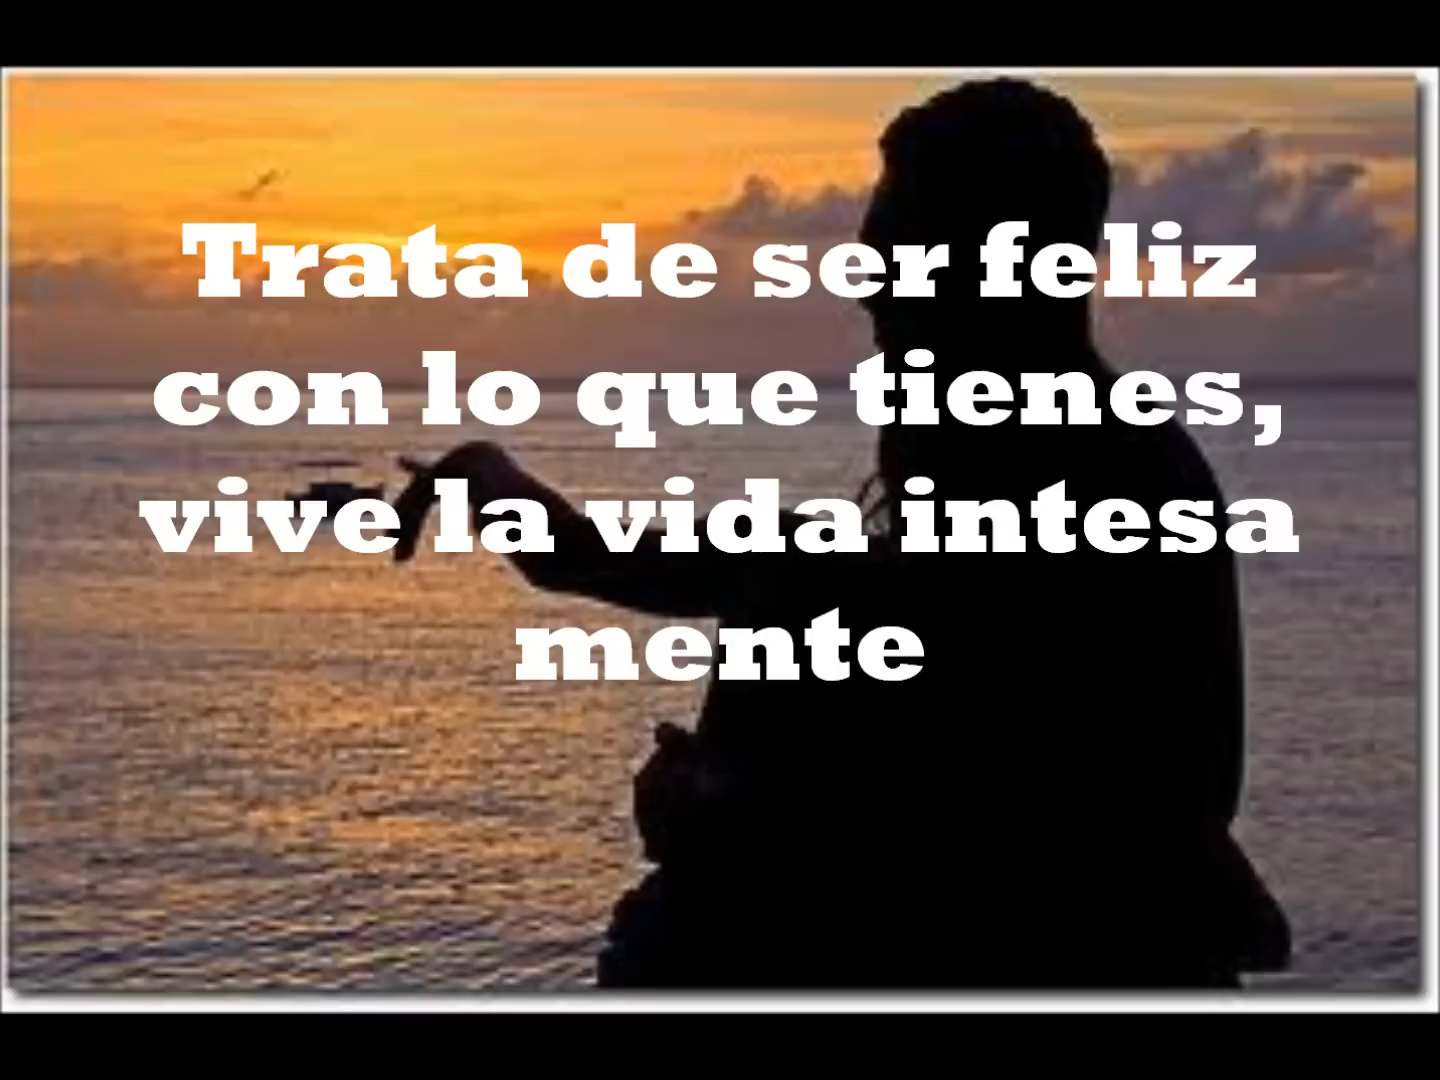 Trata de ser feliz
con lo que tienes,
vive la vida intesa
mente